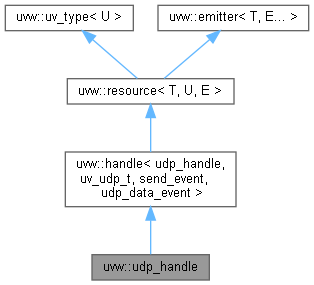 uvw::uv_type< U >
uvw::emitter< T, E... >
uvw::resource< T, U, E >
uvw::handle< udp_handle,
uv_udp_t, send_event,
udp_data_event >
uvw::udp_handle